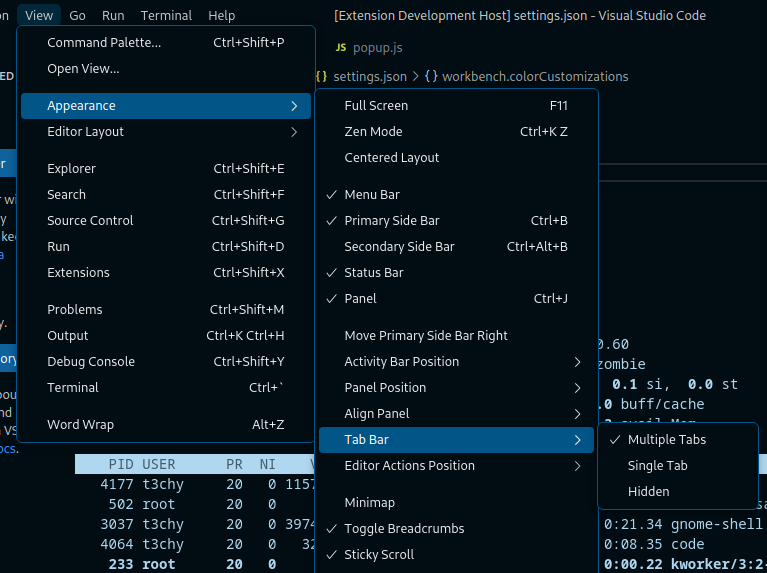 on View Go Run Terminal Help [Extension Development Host] settings.json - Visual Studio Code
JS popup.js
{} settings.json > {} workbench.colorCustomizations
ED
Command Palette... Ctrl+Shift+P
Open View...
Appearance
Editor Layout
Explorer Ctrl+Shift+E
Search Ctrl+Shift+F
Source Control Ctrl+Shift+G
Run Ctrl+Shift+D
Extensions Ctrl+Shift+X
Problems Ctrl+Shift+M
Output Ctrl+K Ctrl+H
Debug Console Ctrl+Shift+Y
Terminal Ctrl+`
Word Wrap Alt+Z
Full Screen F11
Zen Mode Ctrl+K Z
Centered Layout
✓ Menu Bar
✓ Primary Side Bar Ctrl+B
Secondary Side Bar Ctrl+Alt+B
✓ Status Bar
✓ Panel Ctrl+J
Move Primary Side Bar Right
Activity Bar Position
Panel Position
Align Panel
Tab Bar
Editor Actions Position
Minimap
✓ Toggle Breadcrumbs
✓ Sticky Scroll
✓ Multiple Tabs
Single Tab
Hidden
0.60
zombie
0.1 si, 0.0 st
.0 buff/cache
PID USER PR NI
4177 t3chy 20 0 1157
502 root 20 0
3037 t3chy 20 0 3974
4064 t3chy 20 0 32
233 root 20 0
0:21.34 gnome-shell
0:08.35 code
0:00.22 kworker/3:2-